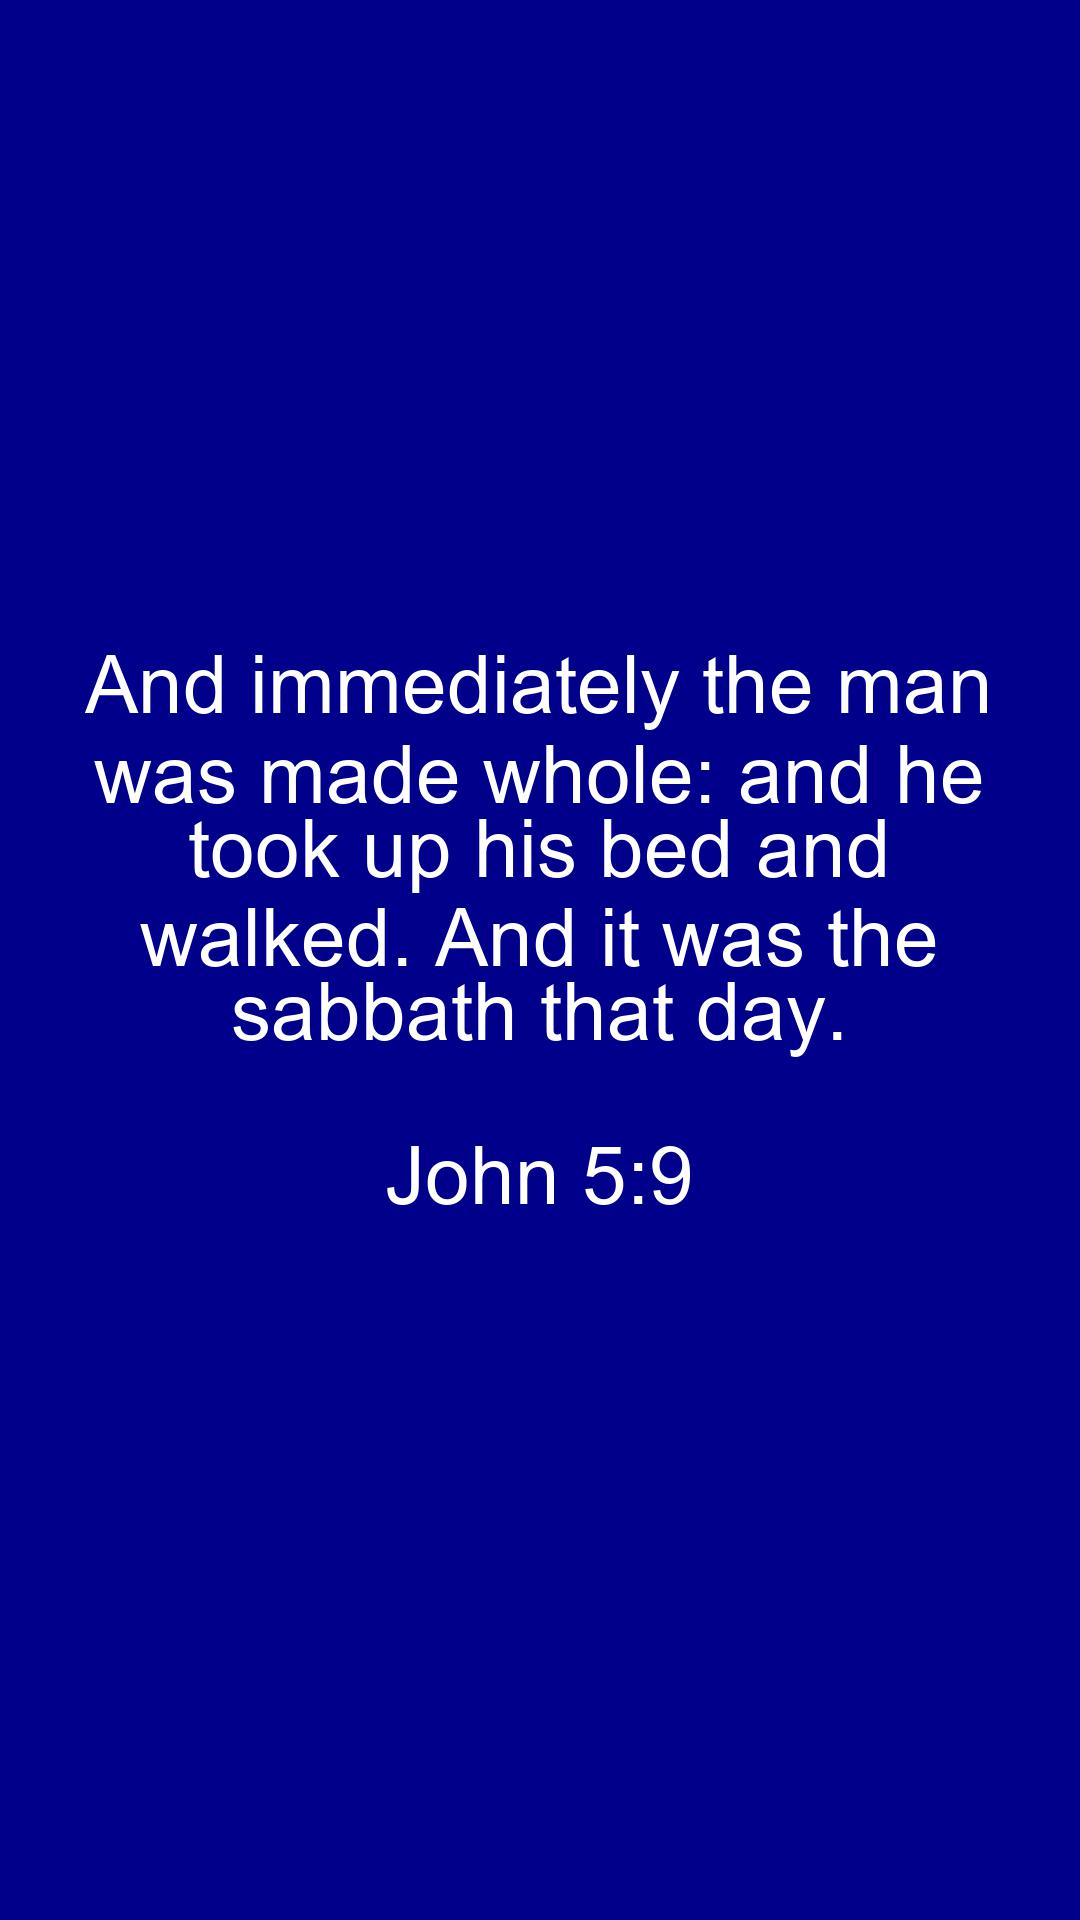 And immediately the man
was made whole: and he
took up his bed and
walked. And it was the
sabbath that day.
John 5:9